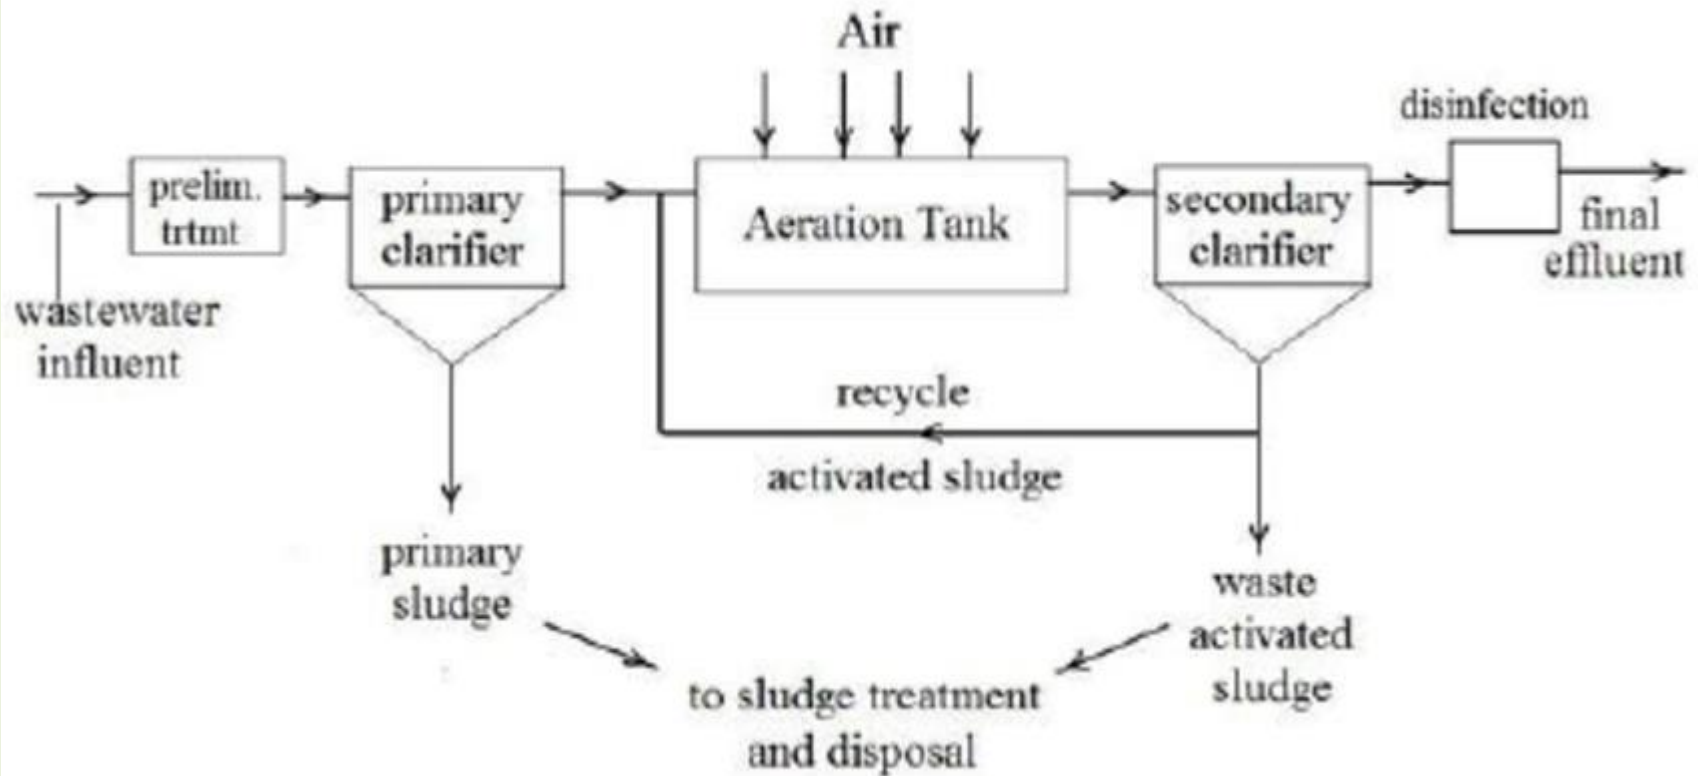 Air
disinfection
prelim.
trtmt
primary
clarifier
Aeration Tank
secondary
clarifier
final
effluent
wastewater
influent
recycle
activated sludge
primary
sludge
waste
activated
sludge
to sludge treatment
and disposal